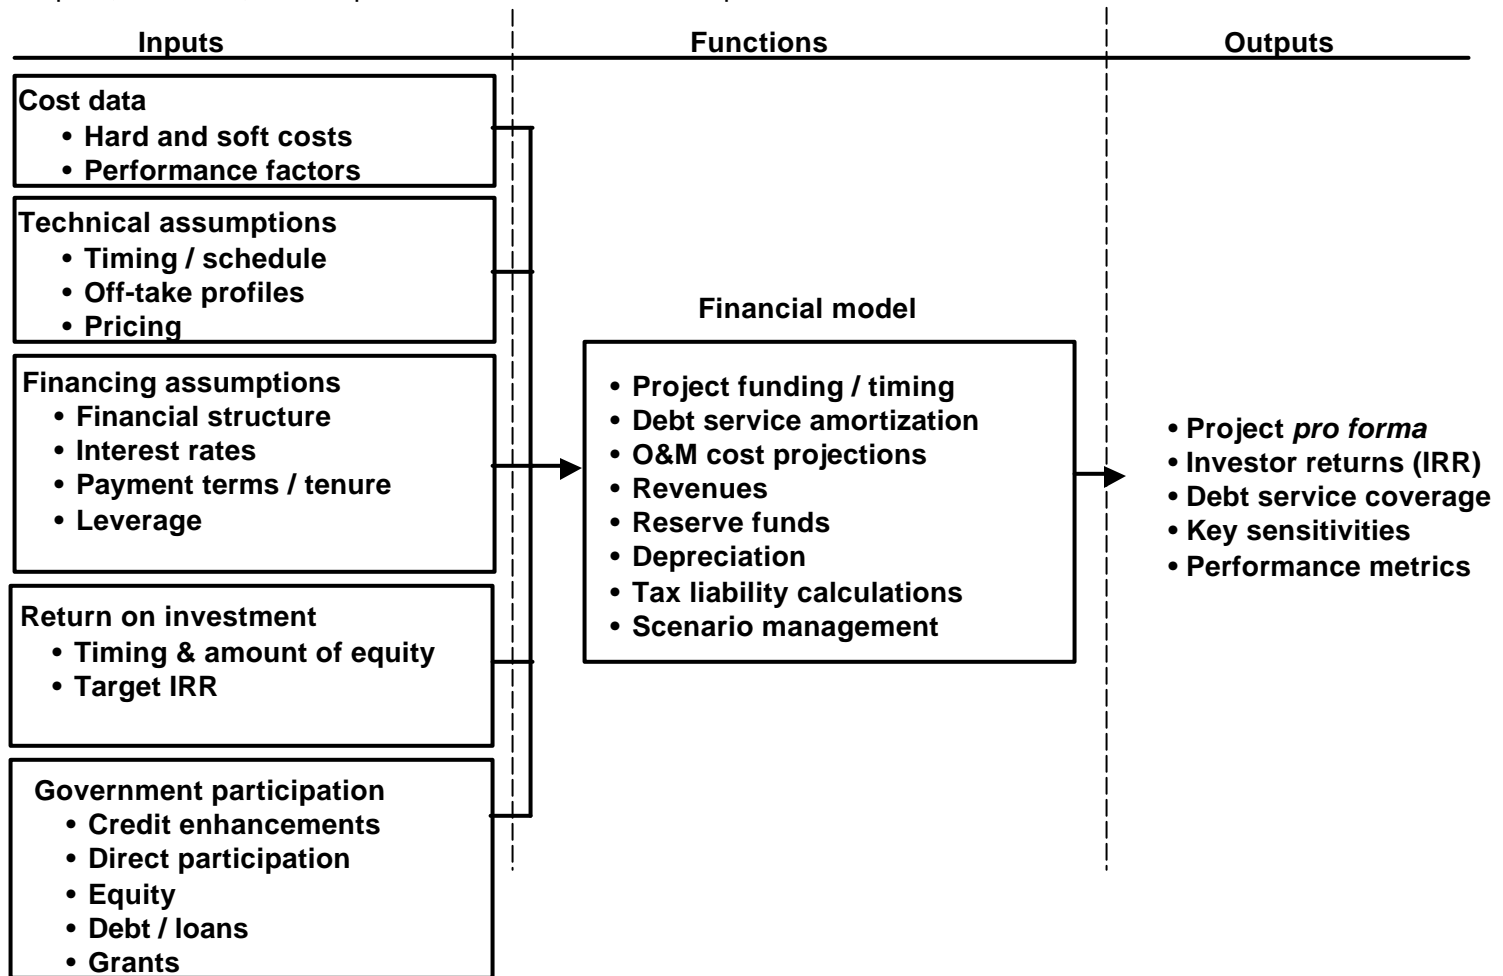 Inputs
Functions
Outputs
Cost data
• Hard and soft costs
• Performance factors
Technical assumptions
• Timing / schedule
• Off-take profiles
• Pricing
Financing assumptions
• Financial structure
• Interest rates
• Payment terms / tenure
• Leverage
Return on investment
• Timing & amount of equity
• Target IRR
Government participation
• Credit enhancements
• Direct participation
• Equity
• Debt / loans
• Grants
Financial model
• Project funding / timing
• Debt service amortization
• O&M cost projections
• Revenues
• Reserve funds
• Depreciation
• Tax liability calculations
• Scenario management
• Project pro forma
• Investor returns (IRR)
• Debt service coverage
• Key sensitivities
• Performance metrics